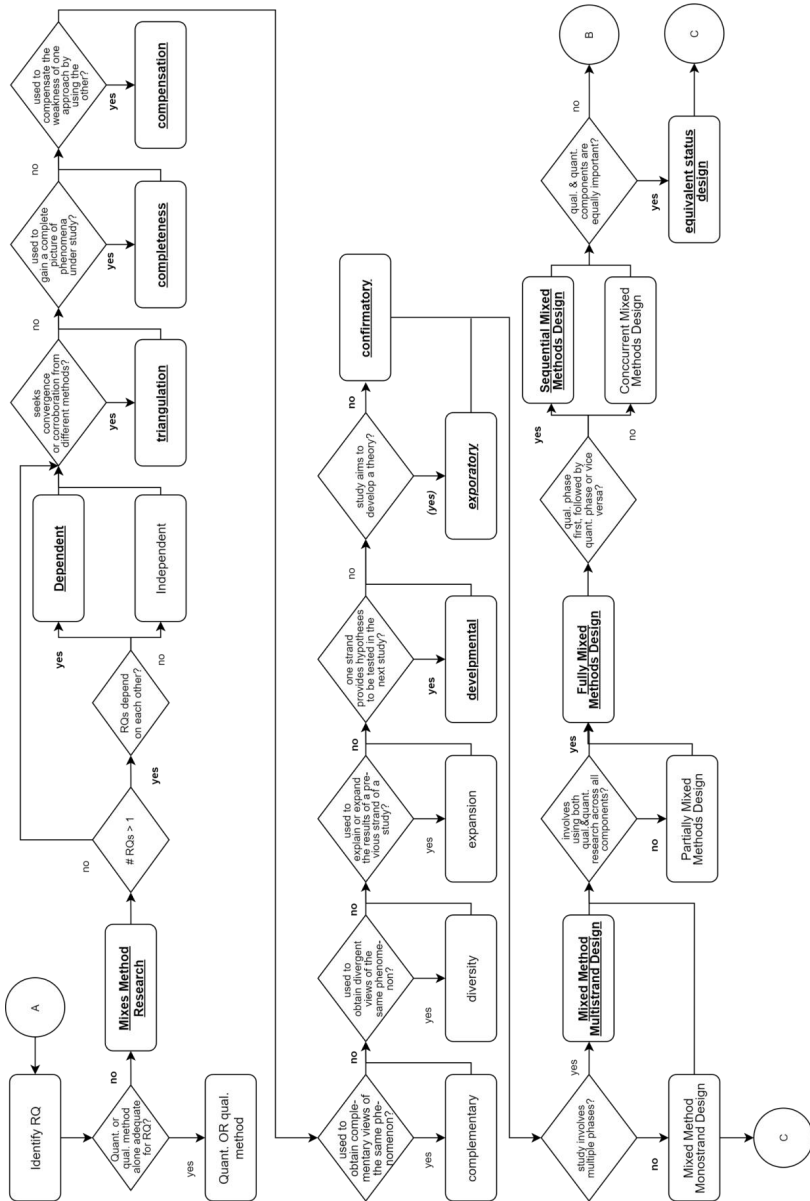 A
Identify RQ
Quant. or
qual. method
alone adequate
for RQ?
yes
Quant. OR qual.
method
no
Mixes Method
Research
# RQs > 1
no
yes
RQs depend
on each other?
yes
no
Dependent
Independent
seeks
convergence
or corroboration from
different methods?
yes
triangulation
no
used to
gain a complete
picture of
phenomena
under study?
yes
completeness
no
used to
compensate the
weakness of one
approach by
using the
other?
yes
compensation
used to
obtain comple-
mentary views of
the same phe-
nomenon?
yes
complementary
no
used to
obtain divergent
views of the
same phenome-
non?
yes
diversity
no
used to
explain or expand
the results of a pre-
vious strand of a
study?
yes
expansion
no
one strand
provides hypotheses
to be tested in the
next study?
yes
develpmental
no
study aims to
develop a theory?
(yes)
exporatory
no
confirmatory
study involves
multiple phases?
yes
no
Mixed Method
Monostrand Design
C
Mixed Method
Multistrand Design
involves
using both
qual.&quant.
research across all
components?
no
Partially Mixed
Methods Design
yes
Fully Mixed
Methods Design
qual. phase
first, followed by
quant. phase or vice
versa?
yes
no
Sequential Mixed
Methods Design
Concurrent Mixed
Methods Design
qual. & quant.
components are
equally important?
no
B
yes
equivalent status
design
C